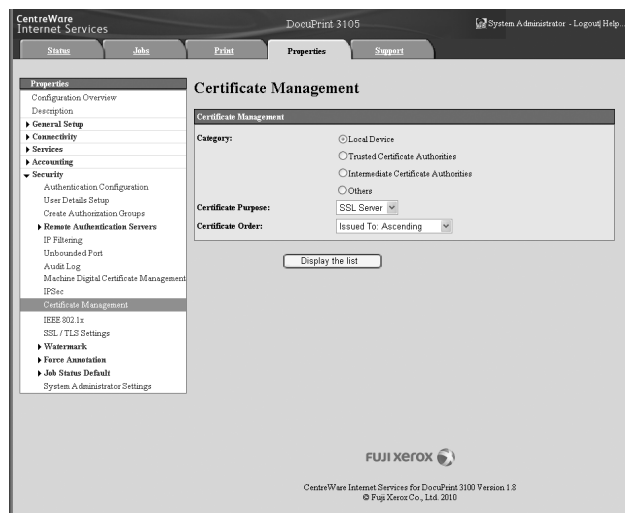 CentreWare
Internet Services
DocuPrint 3105
System Administrator - Logout| Help...
Status
Jobs
Print
Properties
Support
Properties
Configuration Overview
Description
General Setup
Connectivity
Services
Accounting
Security
Authentication Configuration
User Details Setup
Create Authorization Groups
Remote Authentication Servers
IP Filtering
Unbounded Port
Audit Log
Machine Digital Certificate Management
IPSec
Certificate Management
IEEE 802.1x
SSL / TLS Settings
Watermark
Force Annotation
Job Status Default
System Administrator Settings
Certificate Management
Certificate Management
Category:
Local Device
Trusted Certificate Authorities
Intermediate Certificate Authorities
Others
Certificate Purpose:
SSL Server
Certificate Order:
Issued To: Ascending
Display the list
FUJI XEROX
CentreWare Internet Services for DocuPrint 3100 Version 1.8
© Fuji Xerox Co., Ltd. 2010